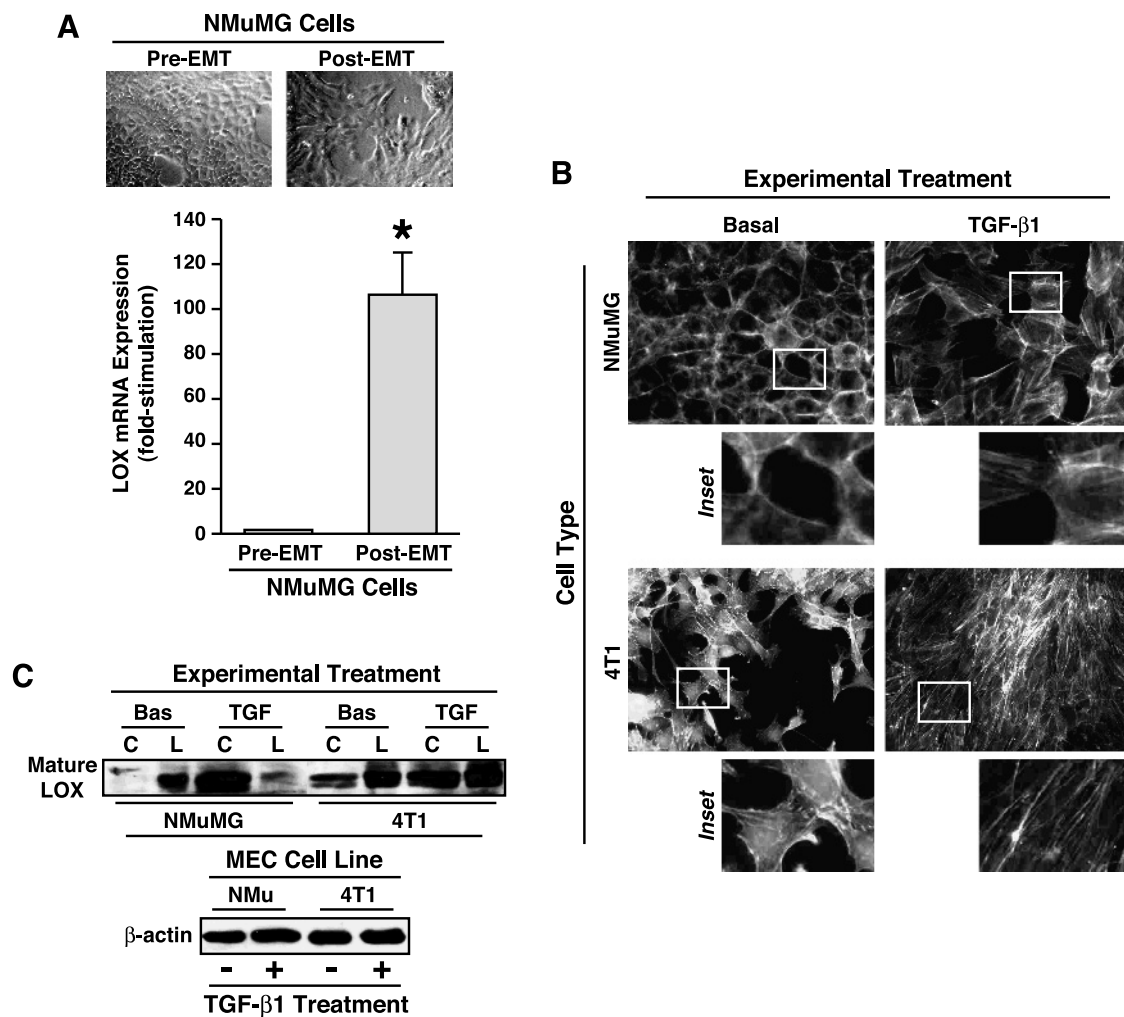 A
NMuMG Cells
Pre-EMT Post-EMT
LOX mRNA Expression
(fold-stimulation)
140
120
100
80
60
40
20
0
*
Pre-EMT Post-EMT
NMuMG Cells
B
Experimental Treatment
Basal TGF-β1
Cell Type
NMuMG
Inset
4T1
Inset
C
Experimental Treatment
Bas TGF Bas TGF
C L C L C L C L
Mature
LOX
NMuMG 4T1
MEC Cell Line
NMu 4T1
β-actin
- + - +
TGF-β1 Treatment